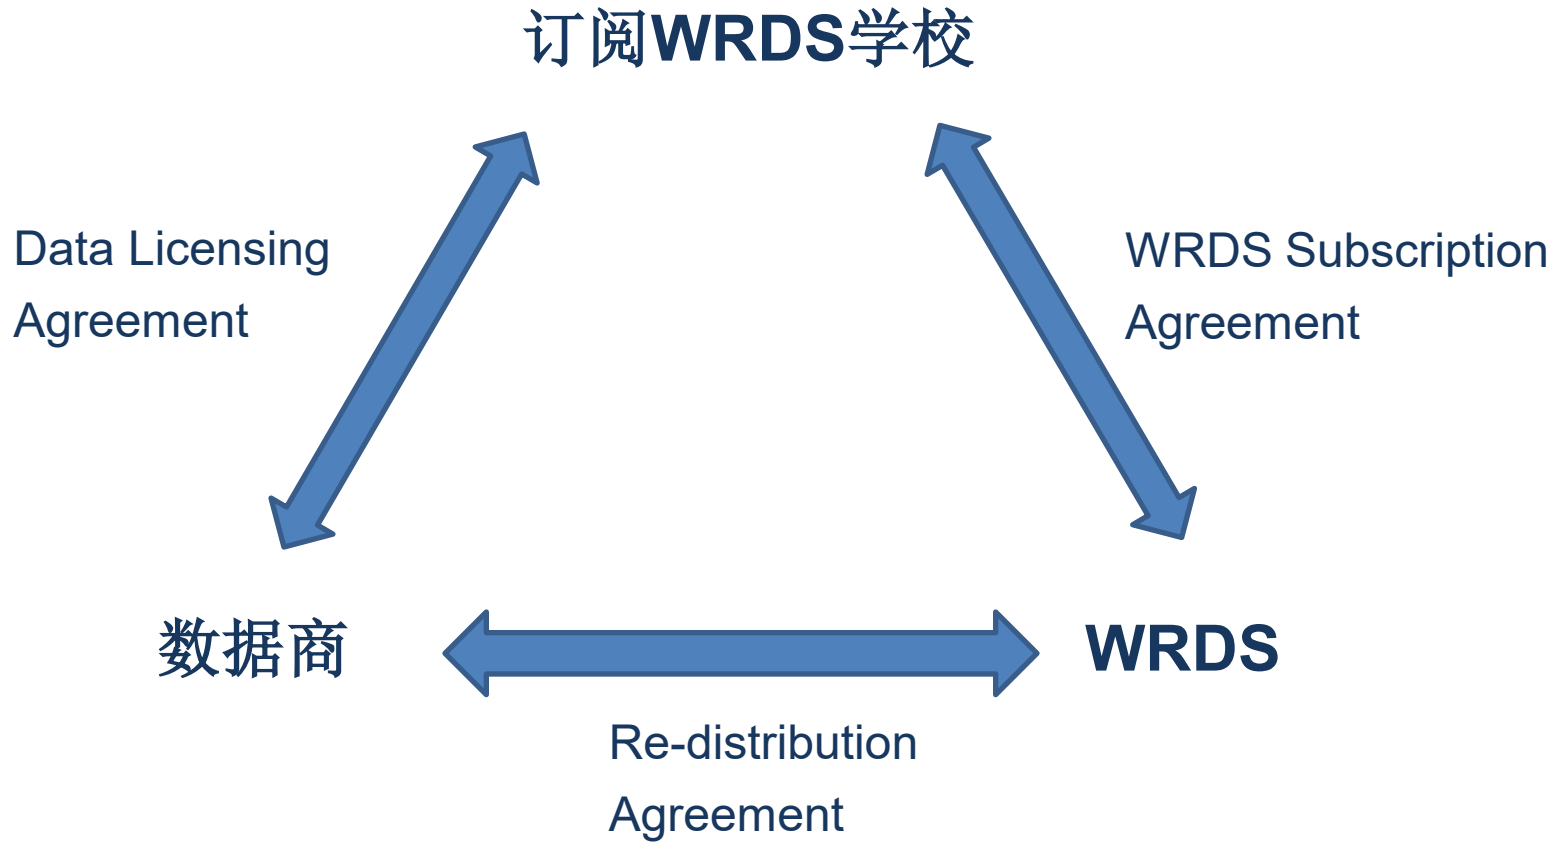 订阅WRDS学校
Data Licensing
Agreement
WRDS Subscription
Agreement
数据商
WRDS
Re-distribution
Agreement